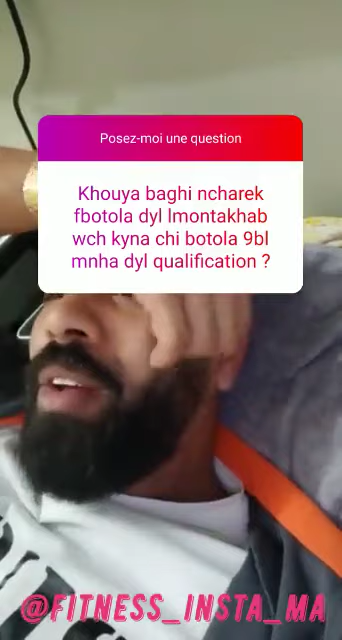 Posez-moi une question
Khouya baghi ncharek
fbotola dyl lmontakhab
wch kyna chi botola 9bl
mnha dyl qualification ?
@FITNESS_INSTA_MA